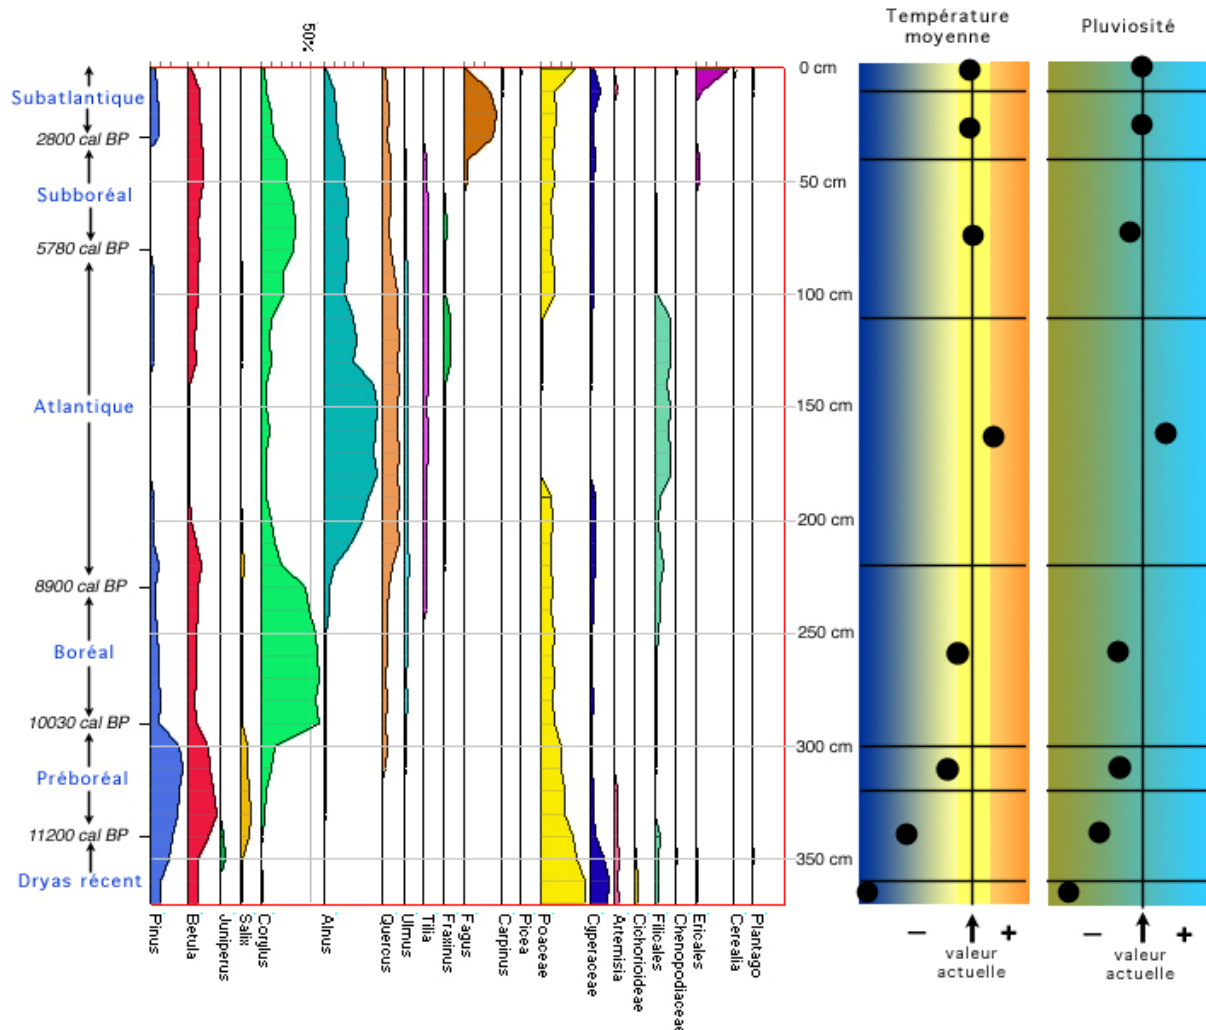 50%
Température
moyenne
Pluviosité
Subatlantique
2800 cal BP
Subboréal
5780 cal BP
Atlantique
8900 cal BP
Boréal
10030 cal BP
Préboréal
11200 cal BP
Dryas récent
0 cm
50 cm
100 cm
150 cm
200 cm
250 cm
300 cm
350 cm
Pinus
Betula
Juniperus
Salix
Corylus
Alnus
Quercus
Ulmus
Tilia
Fraxinus
Fagus
Carpinus
Picea
Poaceae
Cyperaceae
Artemisia
Cichorioideae
Filicales
Chenopodiaceae
Ericales
Cerealia
Plantago
– +
valeur
actuelle
– +
valeur
actuelle